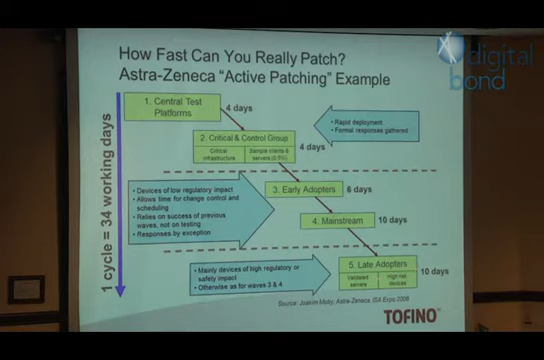 How Fast Can You Really Patch?
Astra-Zeneca "Active Patching" Example
digital
bond
1 cycle = 34 working days
1. Central Test
Platforms
4 days
• Rapid deployment
• Formal responses gathered
2. Critical & Control Group
Critical
infrastructure
Sample clients &
servers (0.5%)
4 days
• Devices of low regulatory impact
• Allows time for change control and
scheduling
• Relies on success of previous
waves, not on testing
• Responses by exception
3. Early Adopters
6 days
4. Mainstream
10 days
• Mainly devices of high regulatory or
safety impact
• Otherwise as for waves 3 & 4
5. Late Adopters
Validated
servers
devices
10 days
Source: Joakim Moby, Astra-Zeneca, ISA Expo 2006
TOFINO™